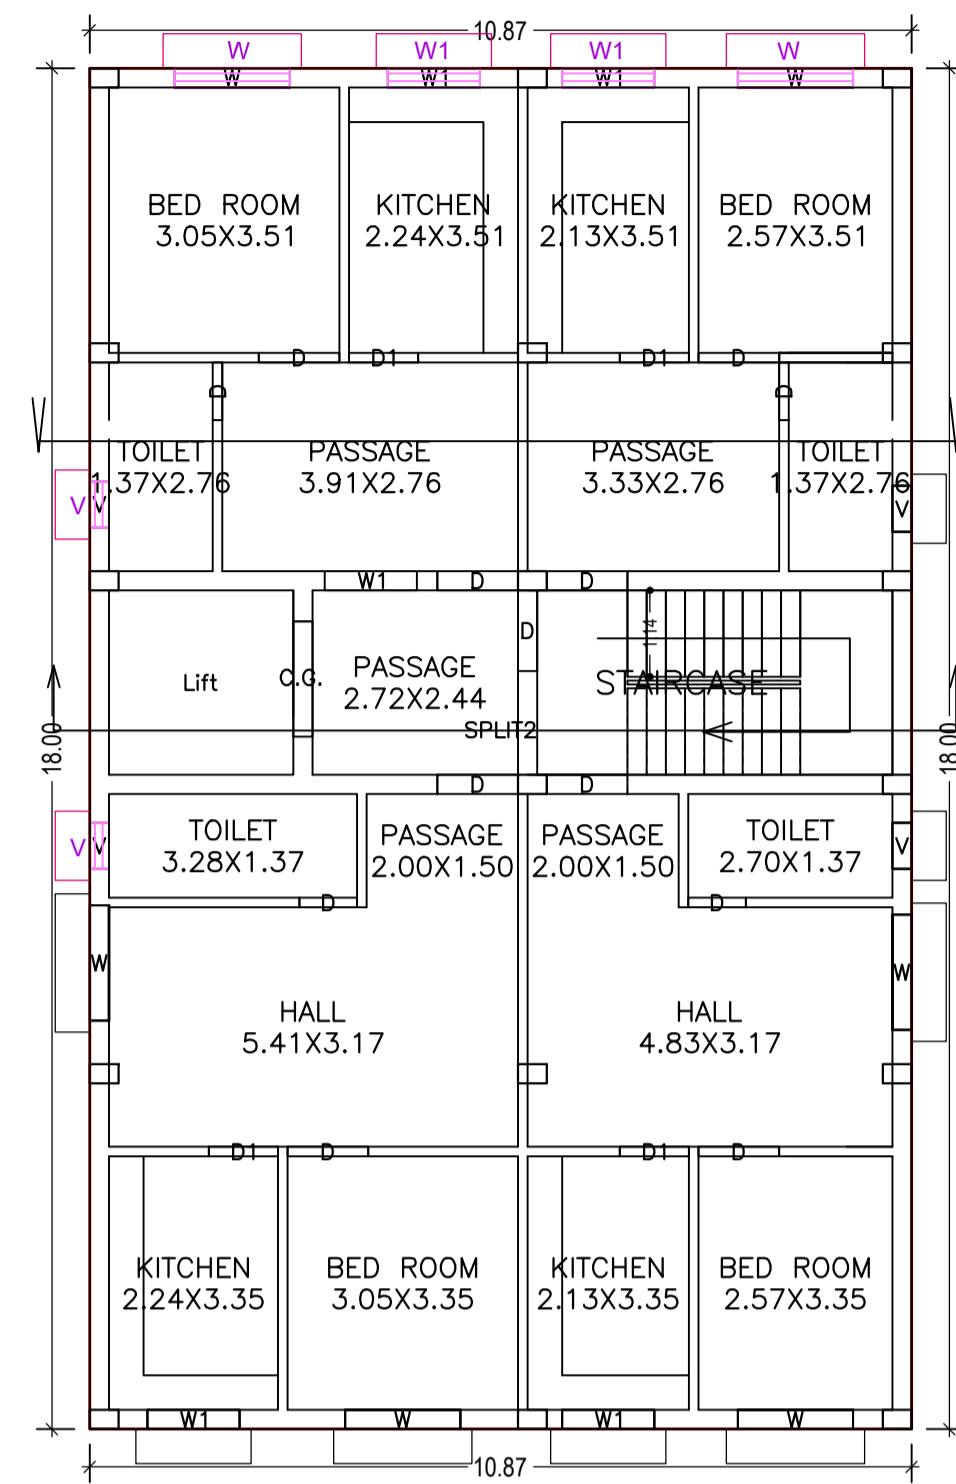 10.87
W W1 W1 W
W W1 W1 W
BED ROOM
3.05X3.51
KITCHEN
2.24X3.51
KITCHEN
2.13X3.51
BED ROOM
2.57X3.51
D D1 D1 D
D D
TOILET
1.37X2.76
PASSAGE
3.91X2.76
PASSAGE
3.33X2.76
TOILET
1.37X2.76
V V V
W1 D D
D
1.14
Lift
C.G.
PASSAGE
2.72X2.44
STAIRCASE
SPLIT2
18.00
18.00
D D
TOILET
3.28X1.37
PASSAGE
2.00X1.50
PASSAGE
2.00X1.50
TOILET
2.70X1.37
V V V
D D
W W
HALL
5.41X3.17
HALL
4.83X3.17
D1 D D1 D
KITCHEN
2.24X3.35
BED ROOM
3.05X3.35
KITCHEN
2.13X3.35
BED ROOM
2.57X3.35
W1 W W1 W
10.87